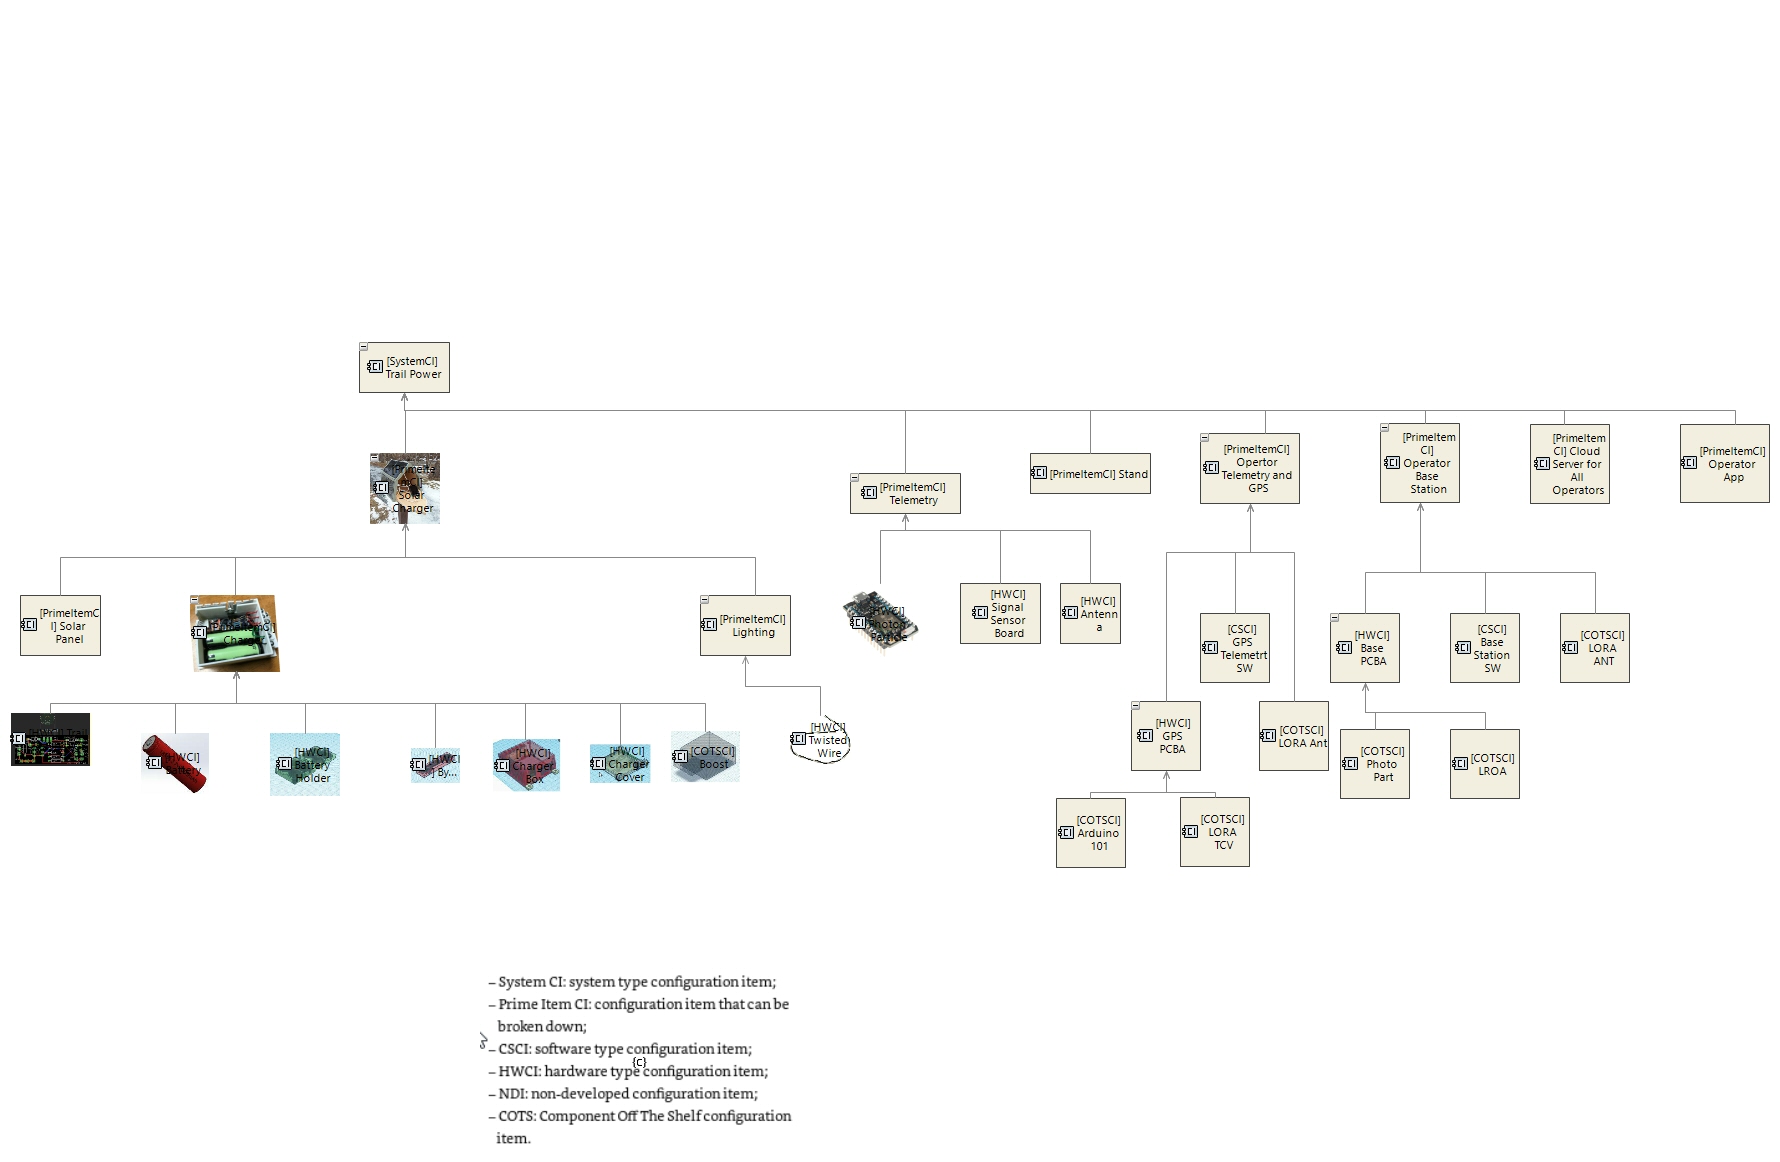 [SystemCI]
Trail Power
[PrimeIte
mCI]
Solar
Charger
[PrimeItemCI]
Telemetry
[PrimeItemCI] Stand
[PrimeItemCI]
Opertor
Telemetry and
GPS
[PrimeItem
CI]
Operator
Base
Station
[PrimeItem
CI] Cloud
Server for
All
Operators
[PrimeItemCI]
Operator
App
[PrimeItemC
I] Solar
Panel
[PrimeItemCI]
Charger
[PrimeItemCI]
Lighting
[HWCI]
Photon
Particle
[HWCI]
Signal
Sensor
Board
[HWCI]
Antenn
a
[CSCI]
GPS
Telemetrt
SW
[HWCI]
Base
PCBA
[CSCI]
Base
Station
SW
[COTSCI]
LORA
ANT
[HWCI] Trail
[HWCI]
Battery
[HWCI]
Battery
Holder
[HWCI
] By...
[HWCI]
Charger
Box
[HWCI]
Charger
Cover
[COTSCI]
Boost
[HWCI]
Twisted
Wire
[HWCI]
GPS
PCBA
[COTSCI]
LORA Ant
[COTSCI]
Photo
Part
[COTSCI]
LROA
[COTSCI]
Arduino
101
[COTSCI]
LORA
TCV
– System CI: system type configuration item;
– Prime Item CI: configuration item that can be
broken down;
– CSCI: software type configuration item;
{c}
– HWCI: hardware type configuration item;
– NDI: non-developed configuration item;
– COTS: Component Off The Shelf configuration
item.